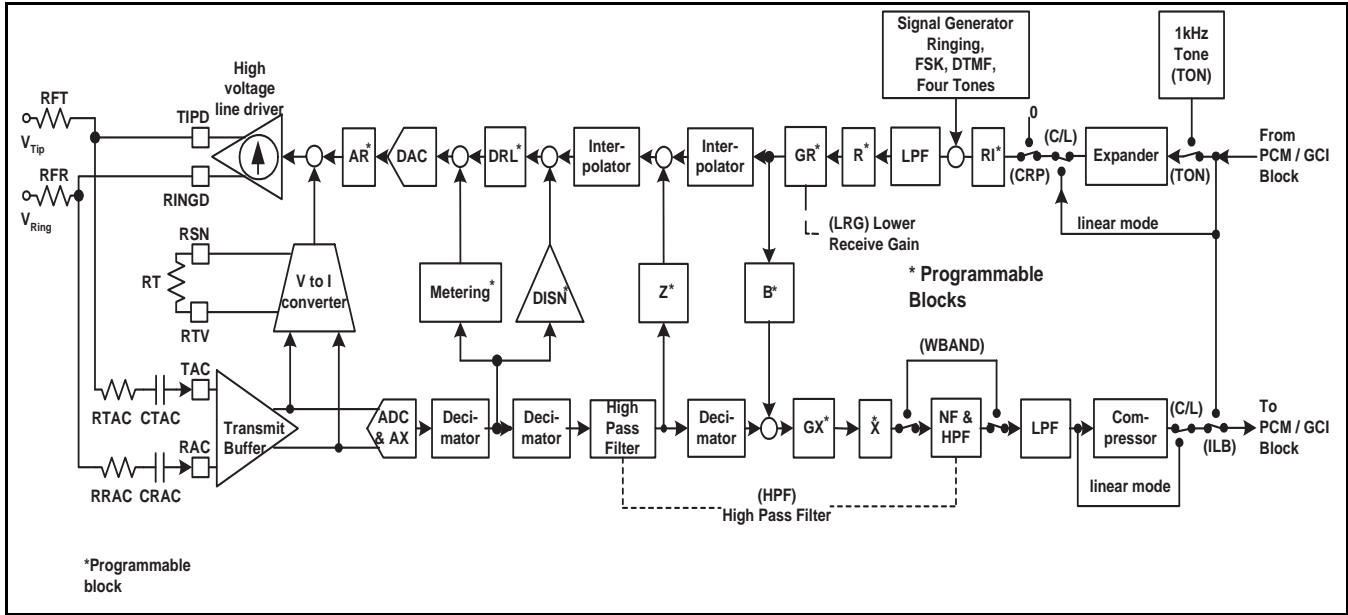 Signal Generator
Ringing,
FSK, DTMF,
Four Tones
1kHz
Tone
(TON)
High
voltage
line driver
RFT
TIPD
V Tip
RFR
RINGD
V Ring
AR*
DAC
DRL*
Inter-
polator
Inter-
polator
GR*
R*
LPF
RI*
0
(C/L)
(CRP)
Expander
(TON)
From
PCM / GCI
Block
linear mode
(LRG) Lower
Receive Gain
* Programmable
Blocks
RSN
RT
RTV
V to I
converter
Metering*
DISN*
Z*
B*
(WBAND)
TAC
RTAC CTAC
RAC
RRAC CRAC
Transmit
Buffer
ADC
& AX
Deci-
mator
Deci-
mator
High
Pass
Filter
Deci-
mator
GX*
X*
NF &
HPF
LPF
Com-
pressor
(C/L)
(ILB)
To
PCM / GCI
Block
linear mode
(HPF)
High Pass Filter
*Programmable
block